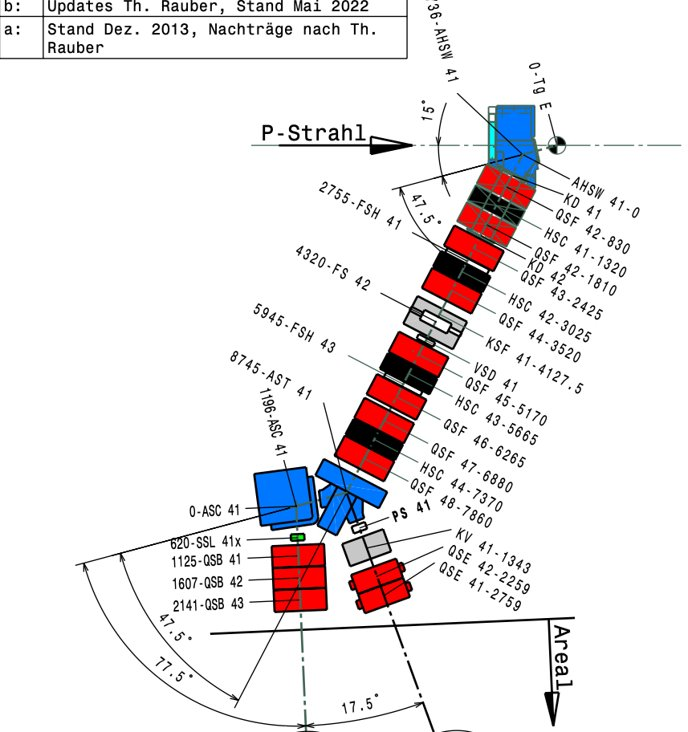 b: Updates Th. Rauber, Stand Mai 2022
a: Stand Dez. 2013, Nachträge nach Th.
Rauber
736-AHSW 41
0-Tg E
15°
P-Strahl
AHSW 41-0
KD 41
QSF 42-830
HSC 41-1320
QSF 42-1810
KD 42
QSF 43-2425
HSC 42-3025
QSF 44-3520
KSF 41-4127.5
VSD 41
QSF 45-5170
HSC 43-5665
QSF 46-6265
QSF 47-6880
HSC 44-7370
QSF 48-7860
47.5°
2755-FSH 41
4320-FS 42
5945-FSH 43
8745-AST 41
1196-ASC 41
0-ASC 41
PS 41
620-SSL 41x
KV 41-1343
1125-QSB 41
QSE 42-2259
1607-QSB 42
QSE 41-2759
2141-QSB 43
47.5°
77.5°
17.5°
Areal